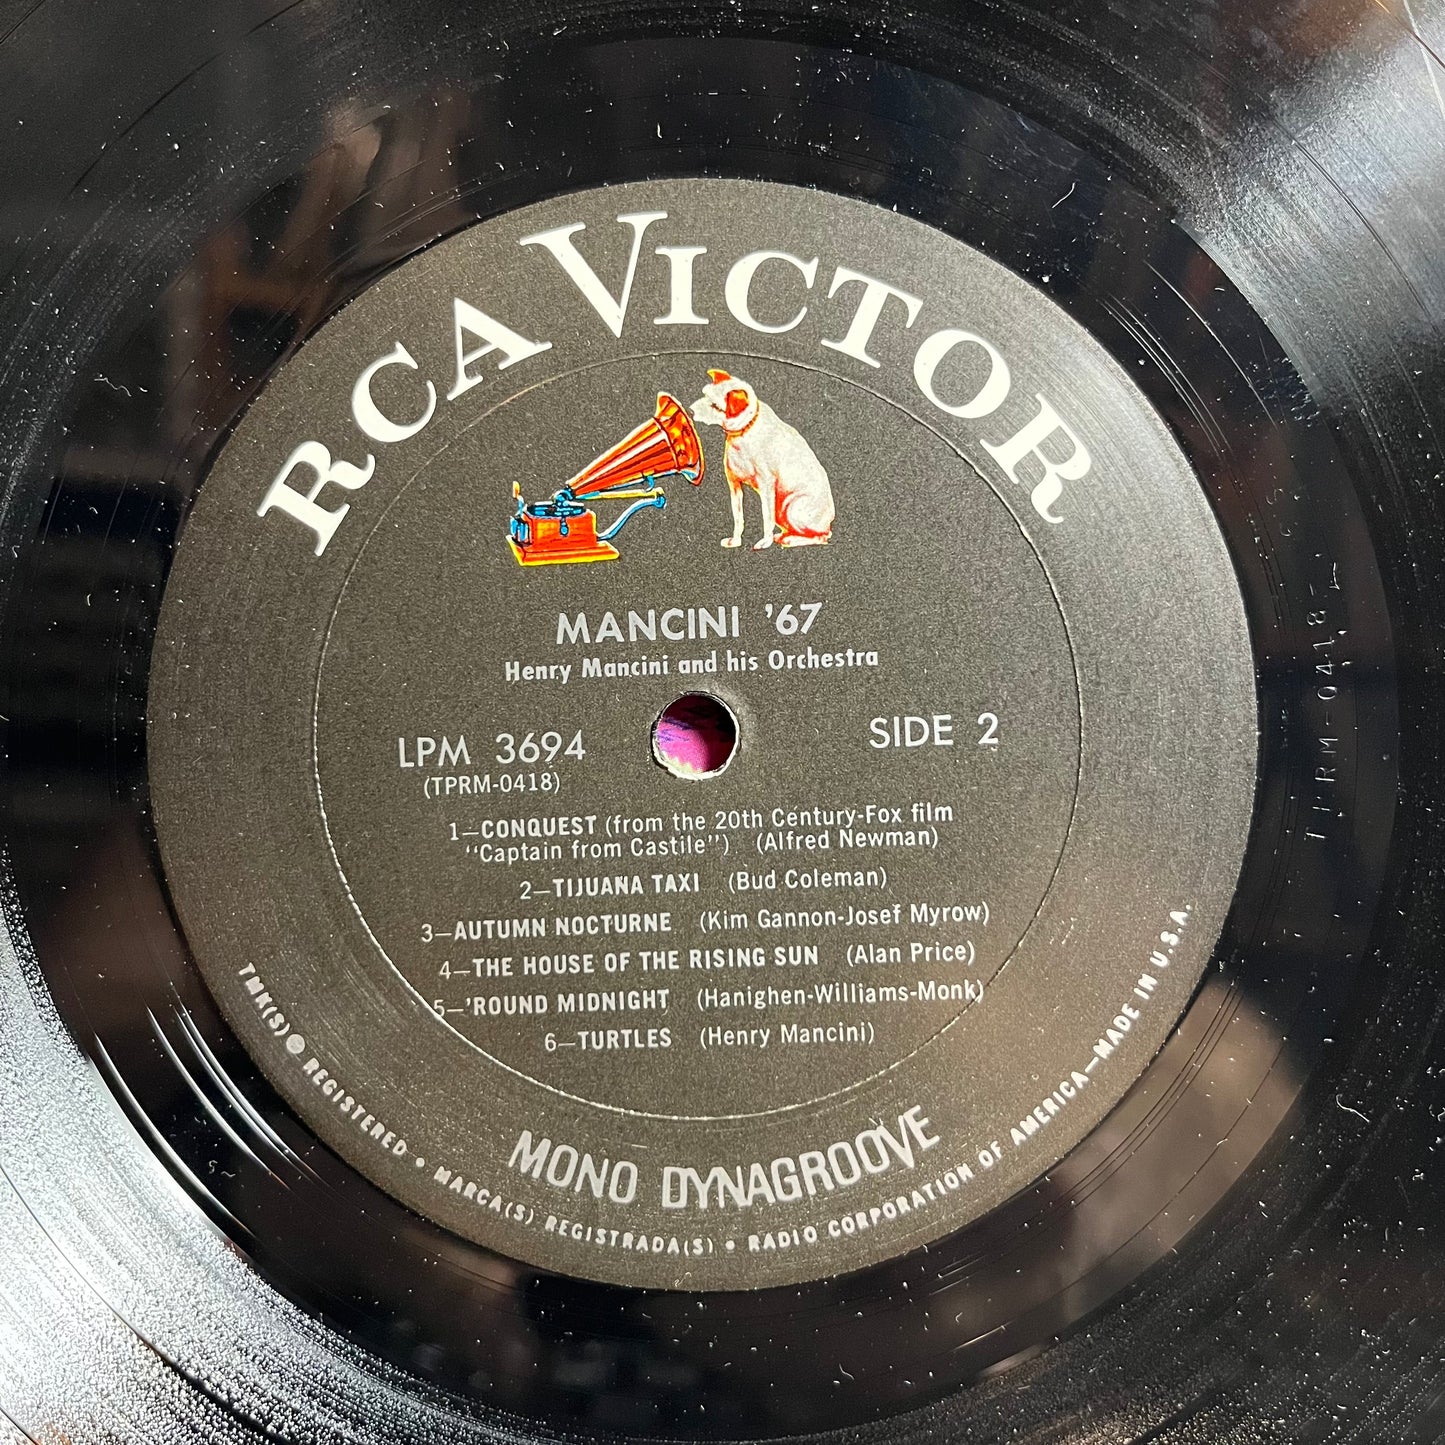 RCA VICTOR
MANCINI '67
Henry Mancini and his Orchestra
LPM 3694
SIDE 2
(TPRM-0418)
1—CONQUEST (from the 20th Century-Fox film
"Captain from Castile") (Alfred Newman)
2—TIJUANA TAXI (Bud Coleman)
3—AUTUMN NOCTURNE (Kim Gannon-Josef Myrow)
4—THE HOUSE OF THE RISING SUN (Alan Price)
5—'ROUND MIDNIGHT (Hanighen-Williams-Monk)
6—TURTLES (Henry Mancini)
MONO DYNAGROOVE
TMK(S) ® REGISTERED • MARCA(S) REGISTRADA(S) • RADIO CORPORATION OF AMERICA—MADE IN U.S.A.